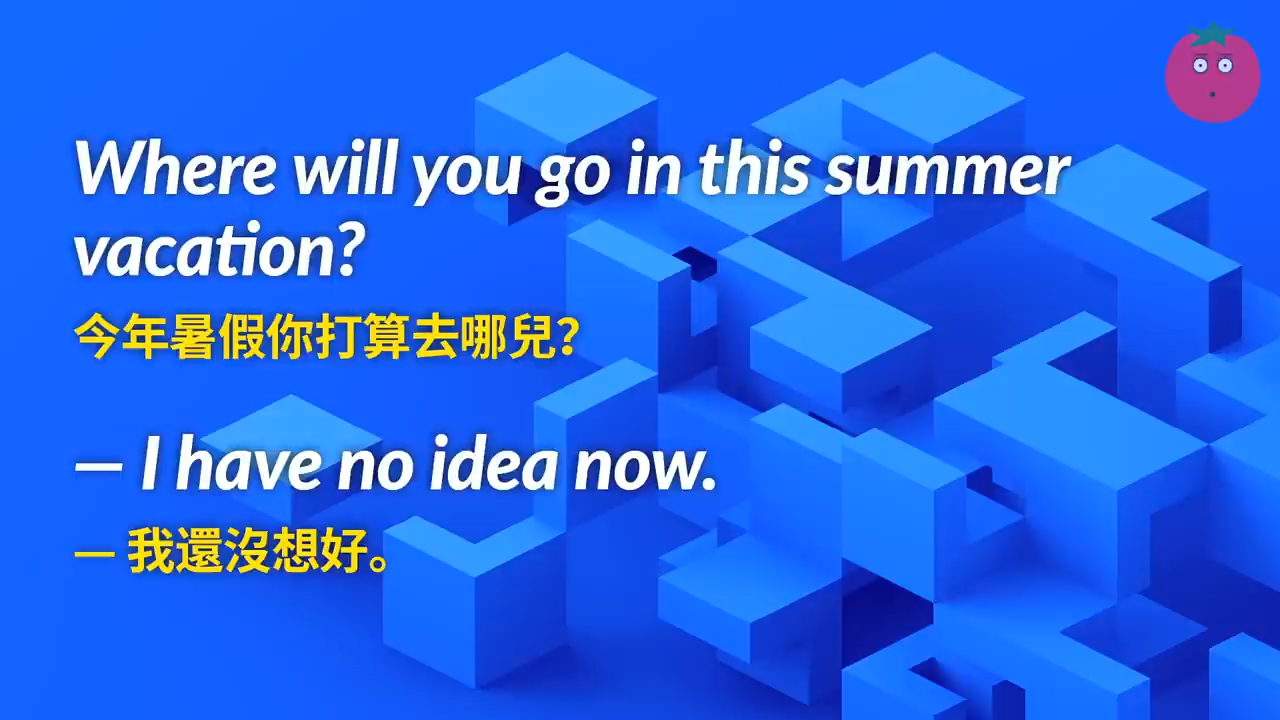 Where will you go in this summer
vacation?
今年暑假你打算去哪兒？
— I have no idea now.
— 我還沒想好。